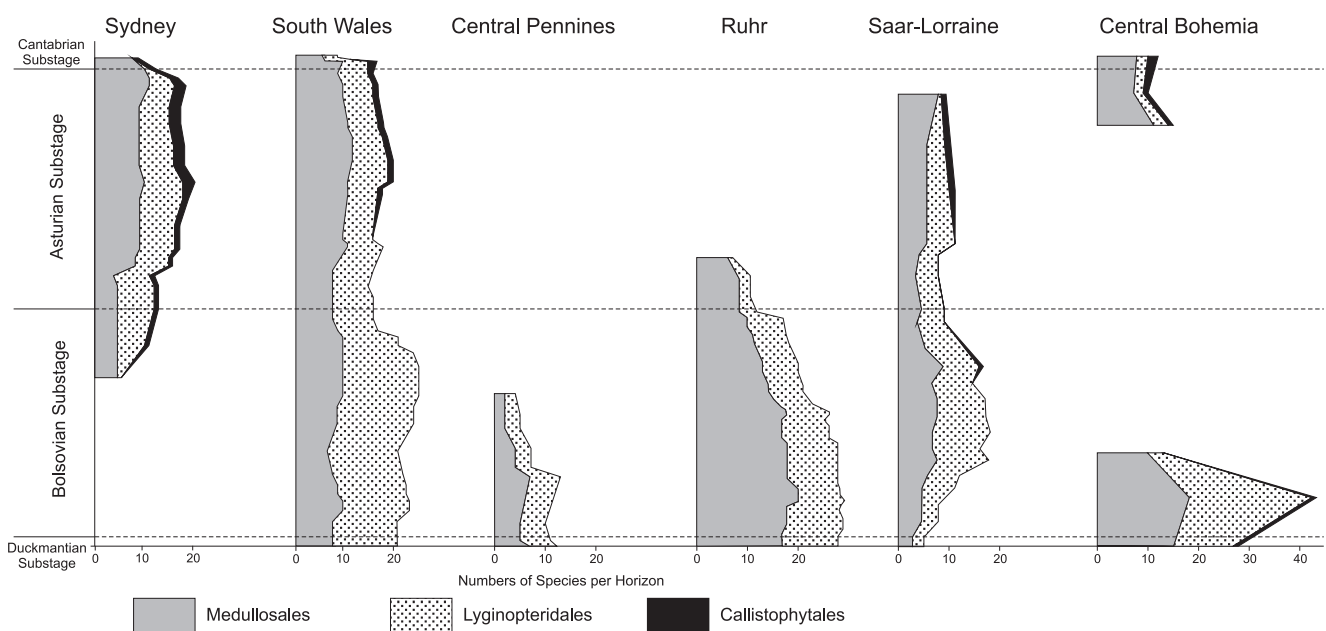 Sydney South Wales Central Pennines Ruhr Saar-Lorraine Central Bohemia
Cantabrian
Substage
Asturian Substage
Bolsovian Substage
Duckmantian
Substage
0 10 20 0 10 20 0 10 20 0 10 20 0 10 20 0 10 20 30 40
Numbers of Species per Horizon
Medullosales Lyginopteridales Callistophytales